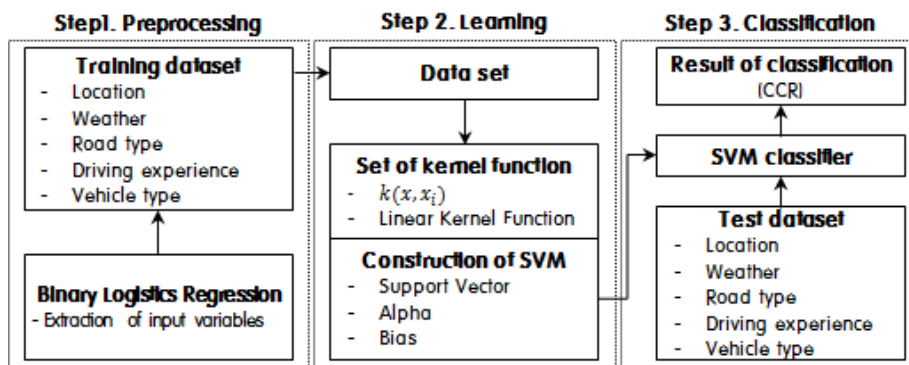 Step1. Preprocessing
Training dataset
- Location
- Weather
- Road type
- Driving experience
- Vehicle type
Binary Logistics Regression
- Extraction of input variables
Step 2. Learning
Data set
Set of kernel function
- k(x, xᵢ)
- Linear Kernel Function
Construction of SVM
- Support Vector
- Alpha
- Bias
Step 3. Classification
Result of classification
(CCR)
SVM classifier
Test dataset
- Location
- Weather
- Road type
- Driving experience
- Vehicle type